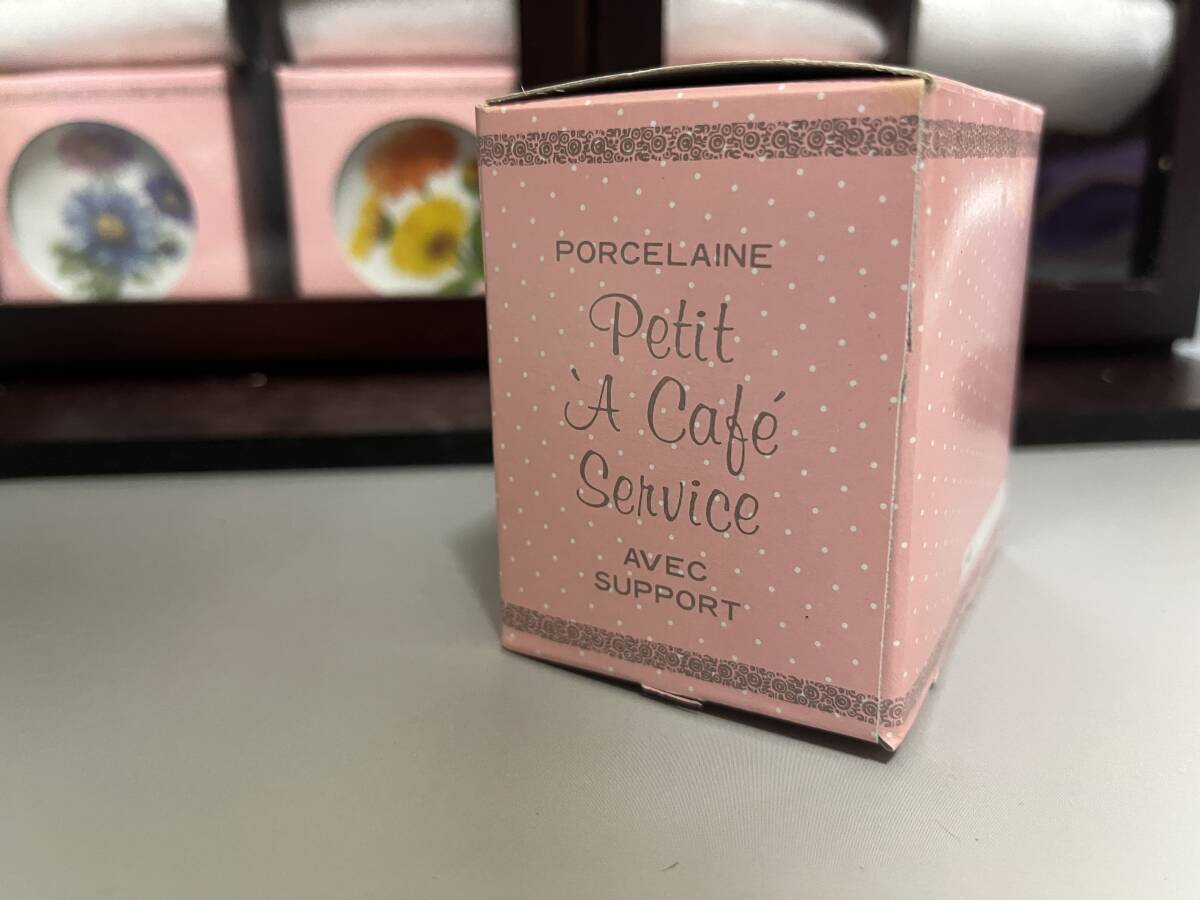 PORCELAINE
Petit
`A Café
Service
AVEC
SUPPORT